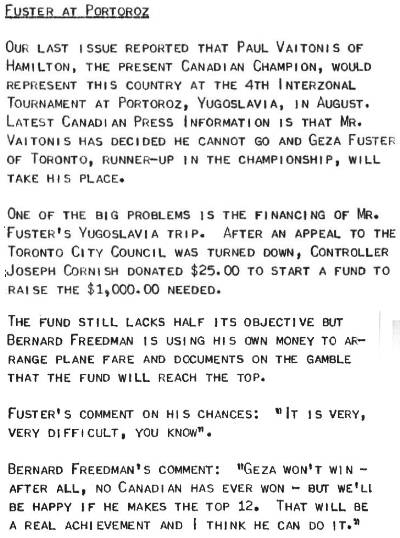 FUSTER AT PORTOROZ
OUR LAST ISSUE REPORTED THAT PAUL VAITONIS OF
HAMILTON, THE PRESENT CANADIAN CHAMPION, WOULD
REPRESENT THIS COUNTRY AT THE 4TH INTERZONAL
TOURNAMENT AT PORTOROZ, YUGOSLAVIA, IN AUGUST.
LATEST CANADIAN PRESS INFORMATION IS THAT MR.
VAITONIS HAS DECIDED HE CANNOT GO AND GEZA FUSTER
OF TORONTO, RUNNER-UP IN THE CHAMPIONSHIP, WILL
TAKE HIS PLACE.
ONE OF THE BIG PROBLEMS IS THE FINANCING OF MR.
FUSTER'S YUGOSLAVIA TRIP. AFTER AN APPEAL TO THE
TORONTO CITY COUNCIL WAS TURNED DOWN, CONTROLLER
JOSEPH CORNISH DONATED $25.00 TO START A FUND TO
RAISE THE $1,000.00 NEEDED.
THE FUND STILL LACKS HALF ITS OBJECTIVE BUT
BERNARD FREEDMAN IS USING HIS OWN MONEY TO AR-
RANGE PLANE FARE AND DOCUMENTS ON THE GAMBLE
THAT THE FUND WILL REACH THE TOP.
FUSTER'S COMMENT ON HIS CHANCES: "IT IS VERY,
VERY DIFFICULT, YOU KNOW".
BERNARD FREEDMAN'S COMMENT: "GEZA WON'T WIN -
AFTER ALL, NO CANADIAN HAS EVER WON - BUT WE'LL
BE HAPPY IF HE MAKES THE TOP 12. THAT WILL BE
A REAL ACHIEVEMENT AND I THINK HE CAN DO IT."